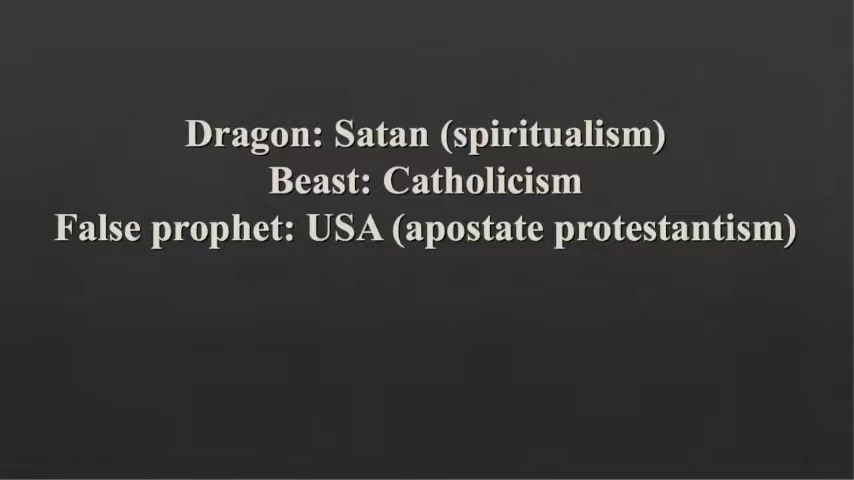 Dragon: Satan (spiritualism)
Beast: Catholicism
False prophet: USA (apostate protestantism)